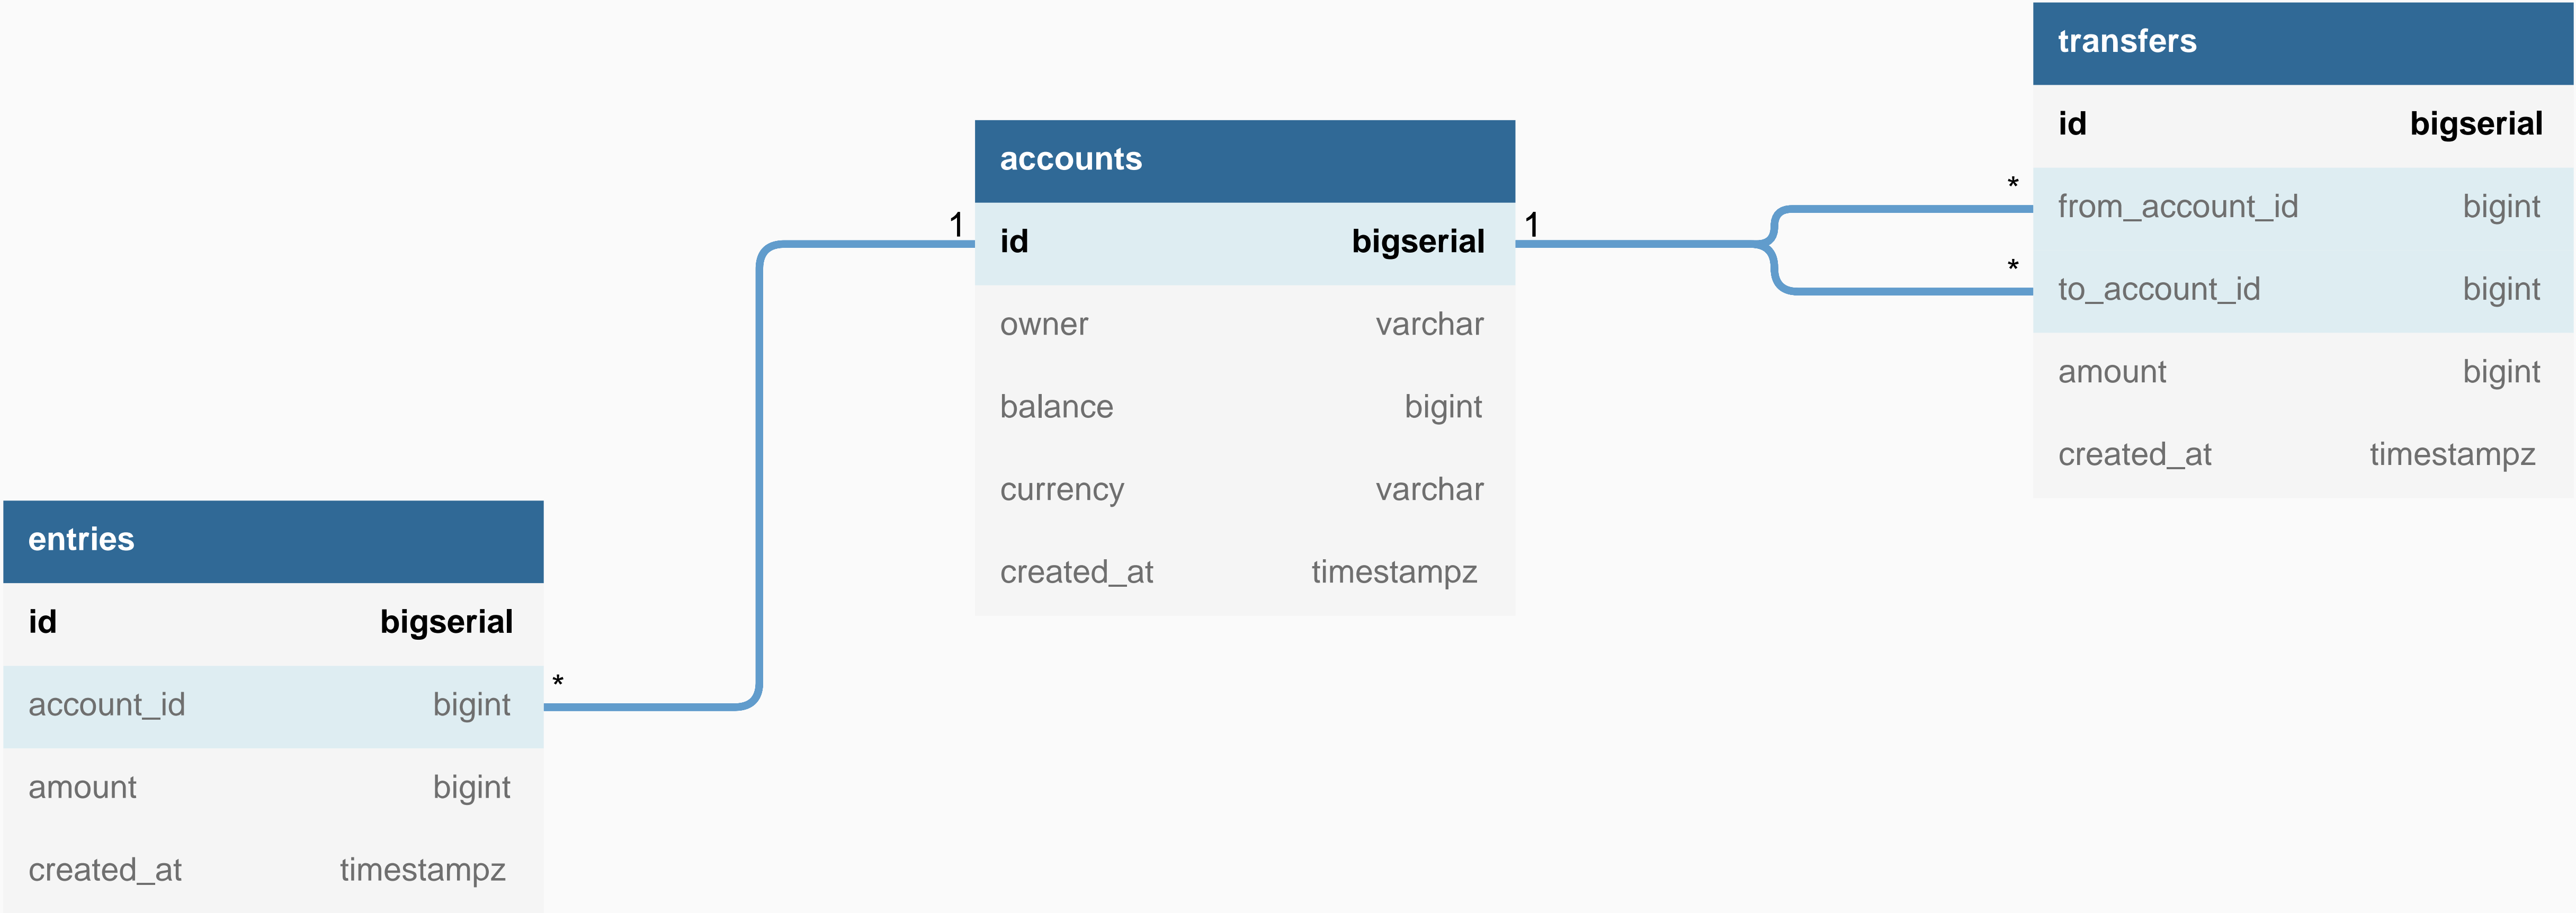 entries
id bigserial
account_id bigint
amount bigint
created_at timestampz
*
1
accounts
id bigserial
owner varchar
balance bigint
currency varchar
created_at timestampz
1
*
*
transfers
id bigserial
from_account_id bigint
to_account_id bigint
amount bigint
created_at timestampz